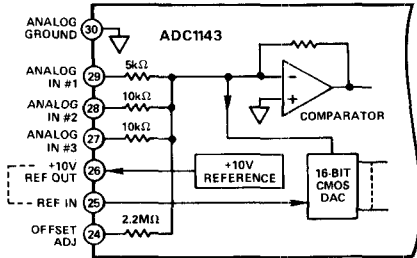 ANALOG
GROUND
30
ADC1143
ANALOG
IN #1
29
5kΩ
ANALOG
IN #2
28
10kΩ
ANALOG
IN #3
27
10kΩ
−
+
COMPARATOR
+10V
REF OUT
26
+10V
REFERENCE
16-BIT
CMOS
DAC
REF IN
25
OFFSET
ADJ
24
2.2MΩ